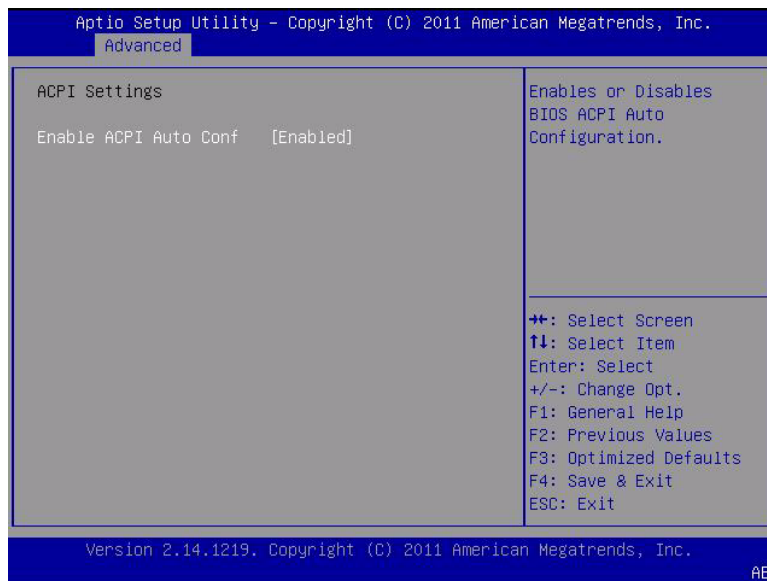 Aptio Setup Utility – Copyright (C) 2011 American Megatrends, Inc.
Advanced
ACPI Settings
Enable ACPI Auto Conf [Enabled]
Enables or Disables
BIOS ACPI Auto
Configuration.
→←: Select Screen
↑↓: Select Item
Enter: Select
+/-: Change Opt.
F1: General Help
F2: Previous Values
F3: Optimized Defaults
F4: Save & Exit
ESC: Exit
Version 2.14.1219. Copyright (C) 2011 American Megatrends, Inc.